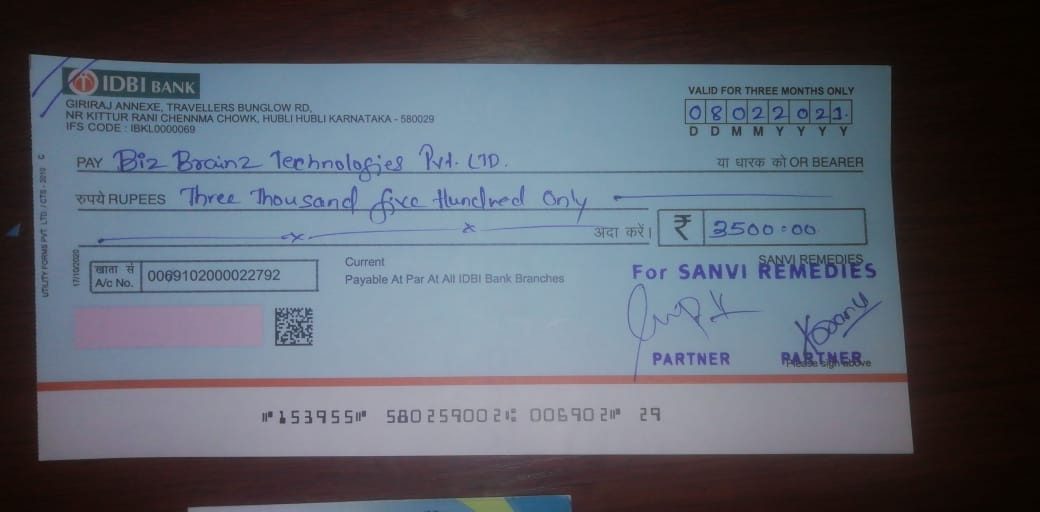 IDBI BANK
GIRIRAJ ANNEXE, TRAVELLERS BUNGLOW RD,
NR KITTUR RANI CHENNMA CHOWK, HUBLI HUBLI KARNATAKA - 580029
IFS CODE : IBKL0000069
VALID FOR THREE MONTHS ONLY
08022021
D D M M Y Y Y Y
PAY Biz Brainz Technologies Pvt. LTD. या धारक को OR BEARER
रुपये RUPEES Three Thousand five Hundred Only
अदा करें। ₹ 3500=00
खाता सं
A/c No. 0069102000022792
Current
Payable At Par At All IDBI Bank Branches
SANVI REMEDIES
For SANVI REMEDIES
PARTNER PARTNER
Please sign above
⑈153955⑈ 580259002⑆ 006902⑈ 29
UTILITY FORMS PVT. LTD. / CTS - 2010
17/10/2020